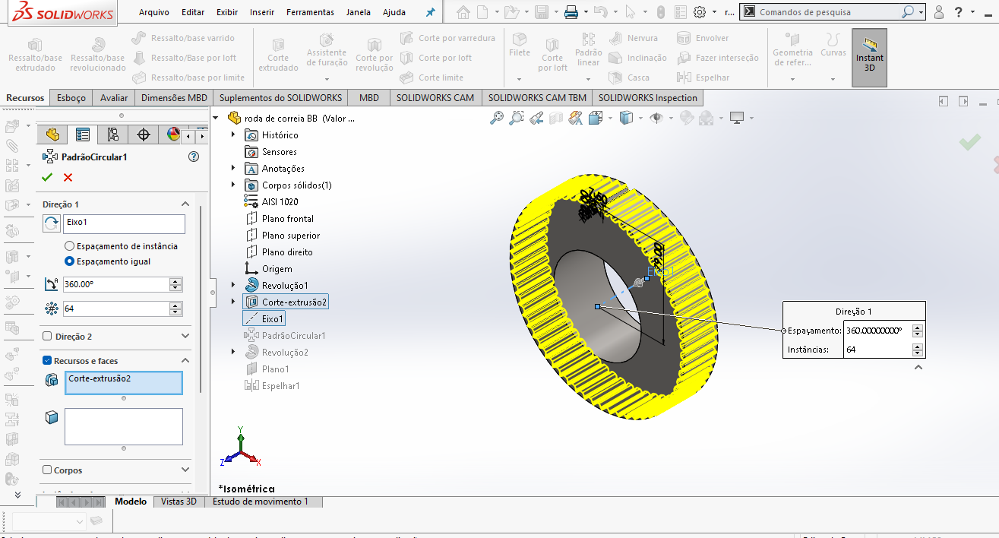 SOLIDWORKS
Arquivo Editar Exibir Inserir Ferramentas Janela Ajuda
r... Comandos de pesquisa
Ressalto/base extrudado
Ressalto/base revolucionado
Ressalto/base varrido
Ressalto/Base por loft
Ressalto/base por limite
Corte extrudado
Assistente de furação
Corte por revolução
Corte por varredura
Corte por loft
Corte limite
Filete
Corte por loft
Padrão linear
Nervura
Inclinação
Casca
Envolver
Fazer interseção
Espelhar
Geometria de refer...
Curvas
Instant 3D
Recursos Esboço Avaliar Dimensões MBD Suplementos do SOLIDWORKS MBD SOLIDWORKS CAM SOLIDWORKS CAM TBM SOLIDWORKS Inspection
PadrãoCircular1
Direção 1
Eixo1
Espaçamento de instância
Espaçamento igual
360.00º
64
Direção 2
Recursos e faces
Corte-extrusão2
Corpos
roda de correia BB (Valor ...
Histórico
Sensores
Anotações
Corpos sólidos(1)
AISI 1020
Plano frontal
Plano superior
Plano direito
Origem
Revolução1
Corte-extrusão2
Eixo1
PadrãoCircular1
Revolução2
Plano1
Espelhar1
Direção 1
Espaçamento: 360.00000000º
Instâncias: 64
Y
Z
X
*Isométrica
Modelo Vistas 3D Estudo de movimento 1